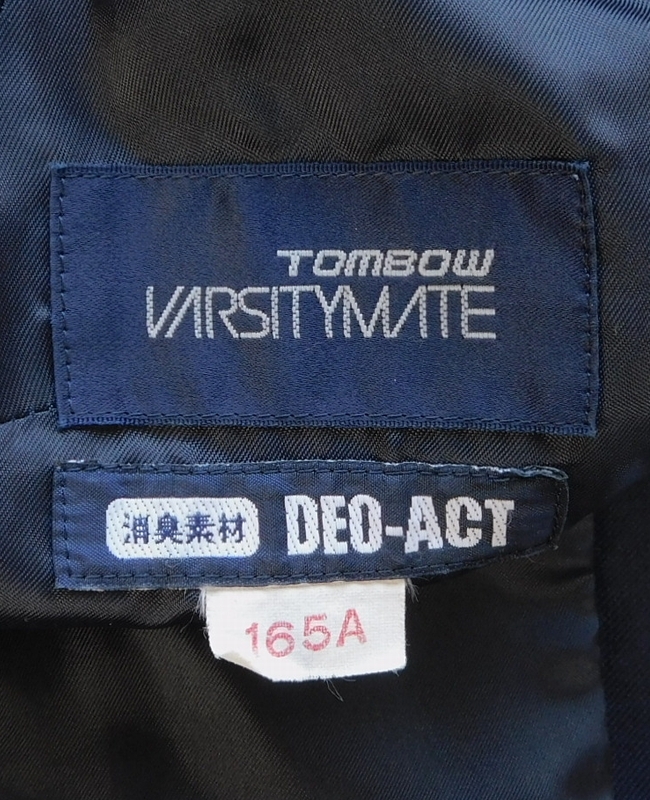 TOMBOW
VARSITYMATE
消臭素材 DEO-ACT
165A